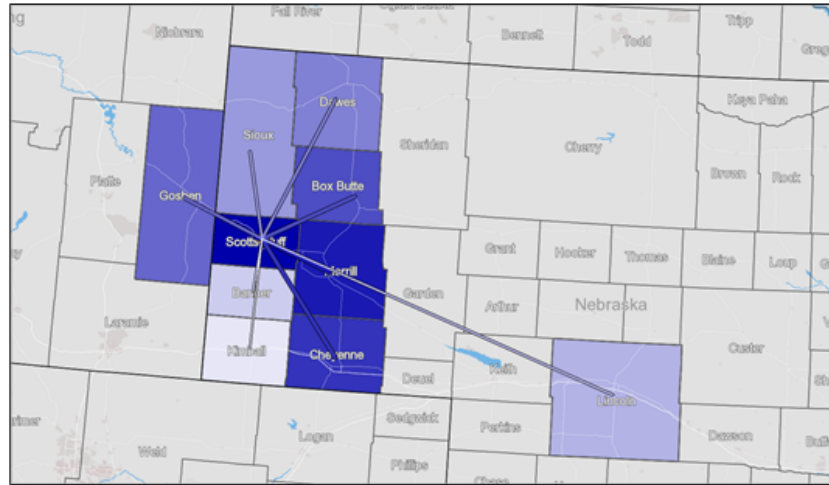 Fall River
Bennett
Todd
Tripp
Niobrara
Keya Paha
Dawes
Sioux
Sheridan
Cherry
Brown
Rock
Platte
Goshen
Box Butte
Scotts Bluff
Grant
Hooker
Thomas
Blaine
Loup
Morrill
Banner
Garden
Arthur
Nebraska
Laramie
Kimball
Cheyenne
Keith
Custer
Deuel
Lincoln
Sedgwick
Perkins
Dawson
Weld
Logan
Phillips
Chase